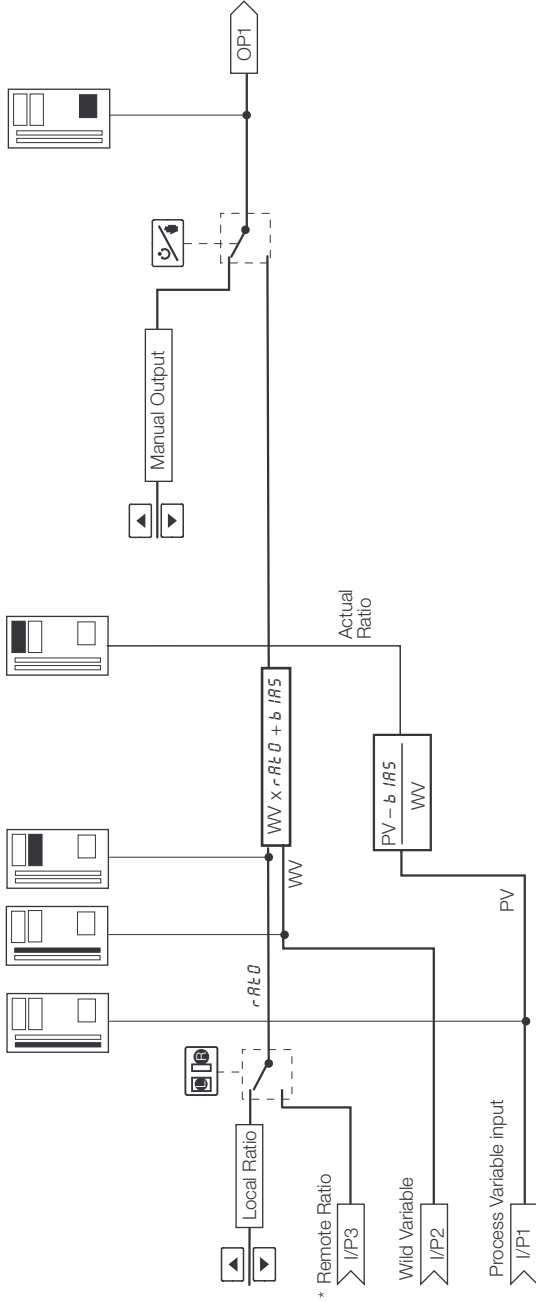 OP1
Manual Output
Actual
Ratio
WV x rAtO + bIAS
PV – bIAS
WV
WV
PV
rAtO
L R
Local Ratio
* Remote Ratio
I/P3
Wild Variable
I/P2
Process Variable input
I/P1